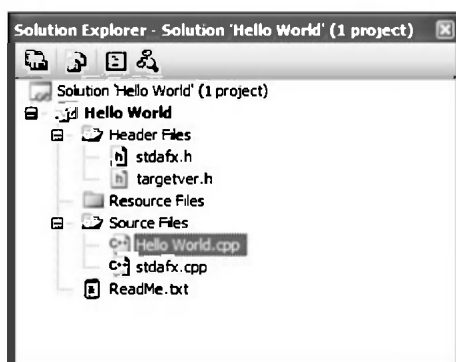 Solution Explorer - Solution 'Hello World' (1 project)
Solution 'Hello World' (1 project)
Hello World
Header Files
stdafx.h
targetver.h
Resource Files
Source Files
Hello World.cpp
stdafx.cpp
ReadMe.txt